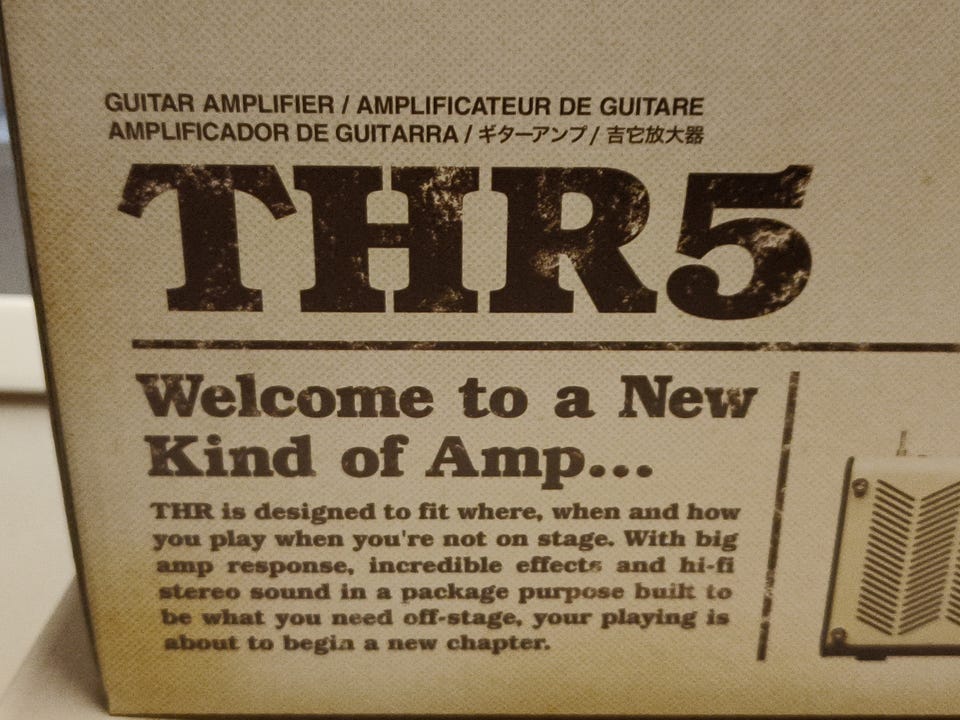 GUITAR AMPLIFIER / AMPLIFICATEUR DE GUITARE
AMPLIFICADOR DE GUITARRA / ギターアンプ / 吉它放大器
THR5
Welcome to a New
Kind of Amp...
THR is designed to fit where, when and how
you play when you're not on stage. With big
amp response, incredible effects and hi-fi
stereo sound in a package purpose built to
be what you need off-stage, your playing is
about to begin a new chapter.